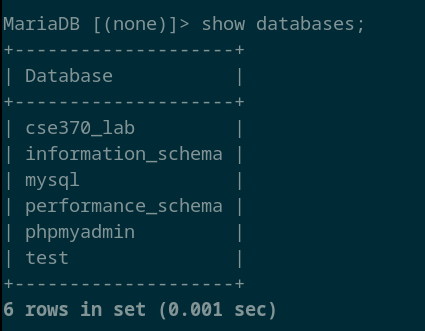 MariaDB [(none)]> show databases;
+--------------------+
| Database           |
+--------------------+
| cse370_lab         |
| information_schema |
| mysql              |
| performance_schema |
| phpmyadmin         |
| test               |
+--------------------+
6 rows in set (0.001 sec)